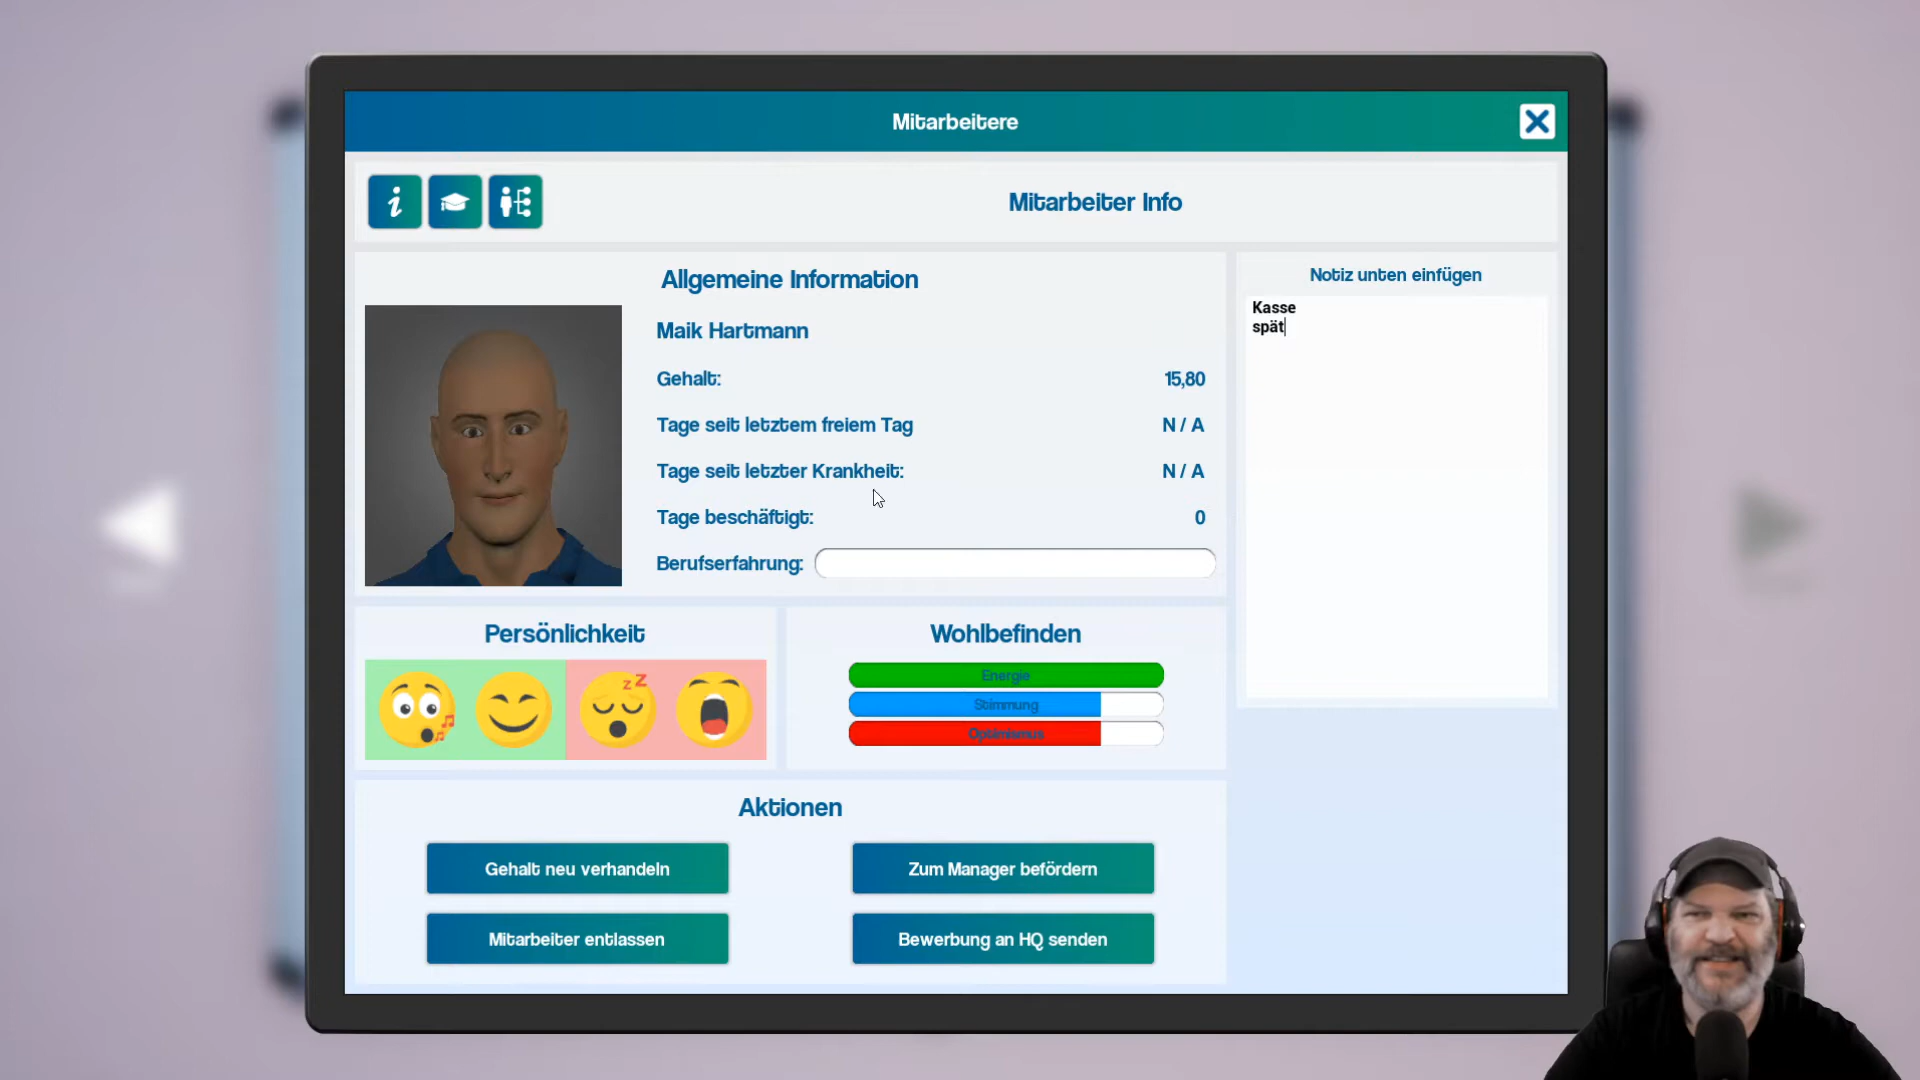 Mitarbeitere
Mitarbeiter Info
Allgemeine Information
Maik Hartmann
Gehalt: 15,80
Tage seit letztem freiem Tag N / A
Tage seit letzter Krankheit: N / A
Tage beschäftigt: 0
Berufserfahrung:
Notiz unten einfügen
Kasse
spät
Persönlichkeit
Wohlbefinden
Energie
Stimmung
Optimismus
Aktionen
Gehalt neu verhandeln
Zum Manager befördern
Mitarbeiter entlassen
Bewerbung an HQ senden